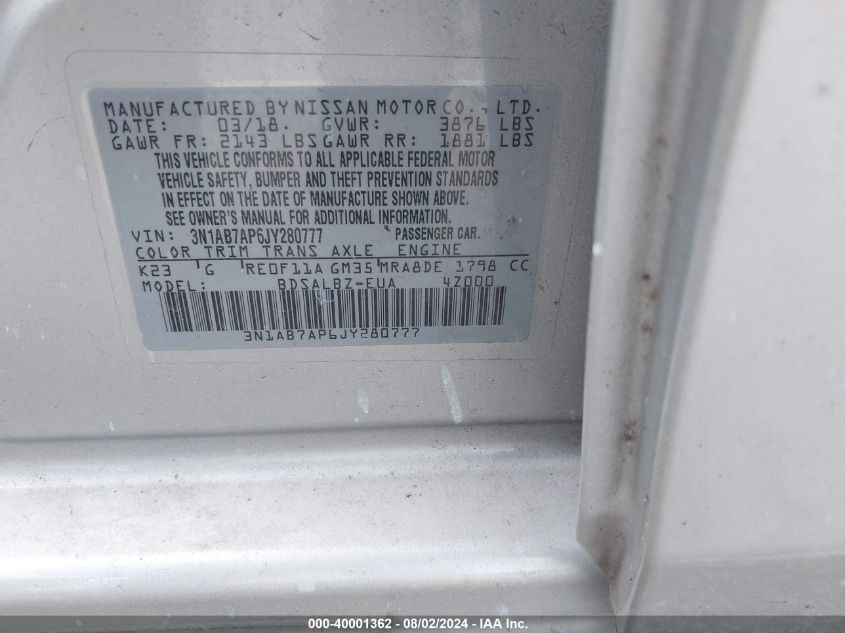 MANUFACTURED BY NISSAN MOTOR CO., LTD.
DATE: 03/18. GVWR: 3876 LBS
GAWR FR: 2143 LBS GAWR RR: 1881 LBS
THIS VEHICLE CONFORMS TO ALL APPLICABLE FEDERAL MOTOR
VEHICLE SAFETY, BUMPER AND THEFT PREVENTION STANDARDS
IN EFFECT ON THE DATE OF MANUFACTURE SHOWN ABOVE.
SEE OWNER'S MANUAL FOR ADDITIONAL INFORMATION.
VIN: 3N1AB7AP6JY280777 PASSENGER CAR.
COLOR TRIM TRANS AXLE ENGINE
K23 G RE0F11A GM35 MRA8DE 1798 CC
MODEL: BDSALBZ-EUA 4Z000
3N1AB7AP6JY280777
000-40001362 - 08/02/2024 - IAA Inc.